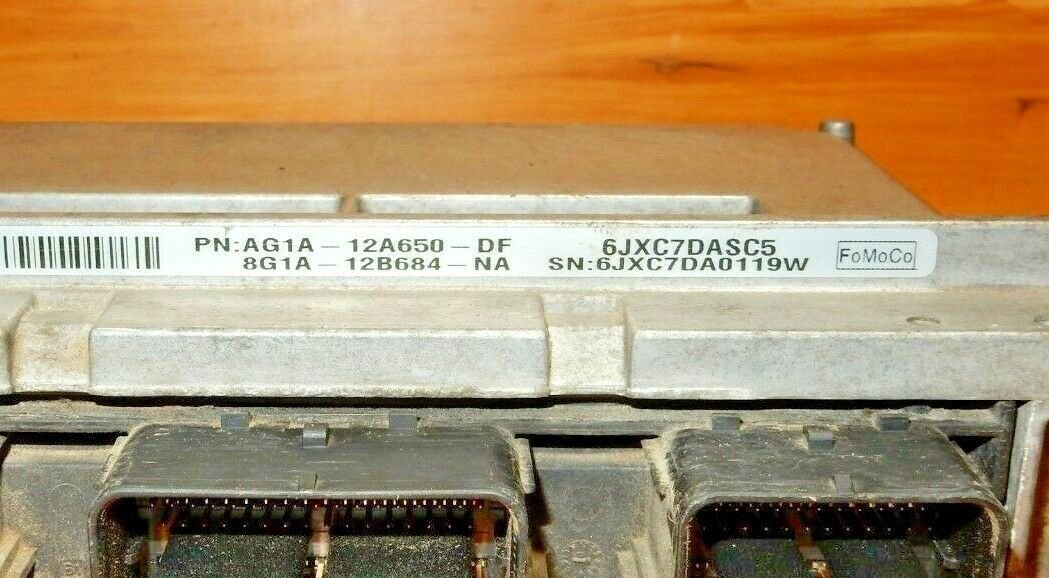 PN:AG1A-12A650-DF 6JXC7DASC5
8G1A-12B684-NA SN:6JXC7DA0119W
FoMoCo